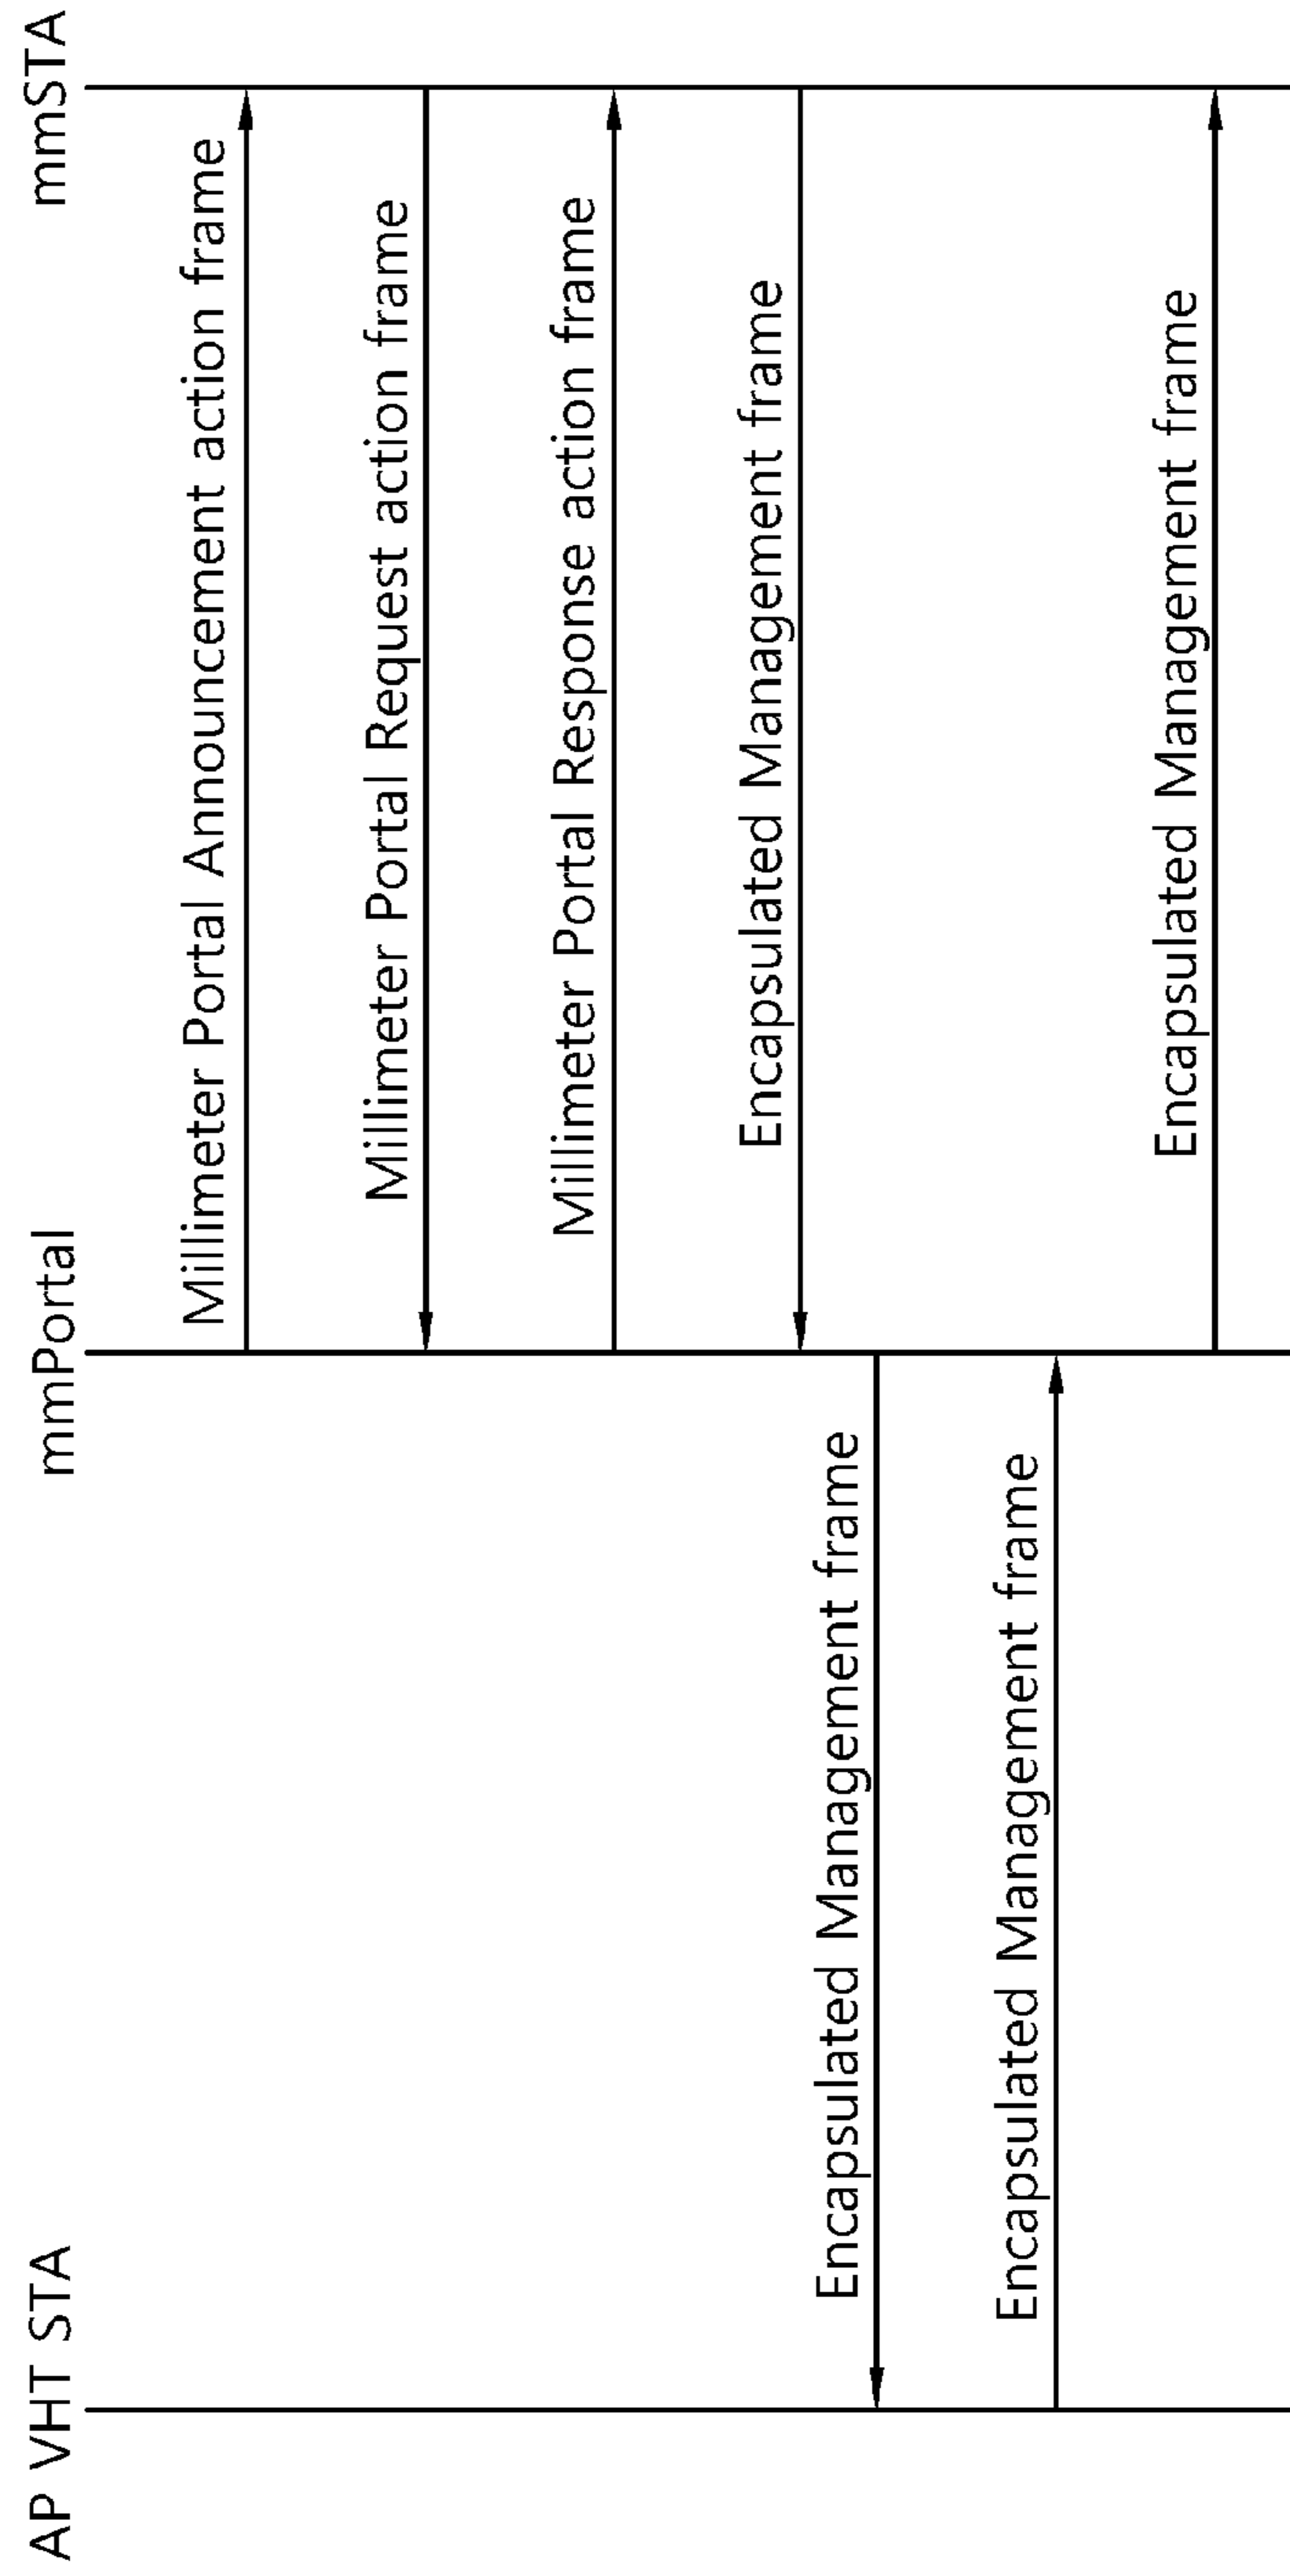 AP VHT STA
mmPortal
mmSTA
Millimeter Portal Announcement action frame
Millimeter Portal Request action frame
Millimeter Portal Response action frame
Encapsulated Management frame
Encapsulated Management frame
Encapsulated Management frame
Encapsulated Management frame